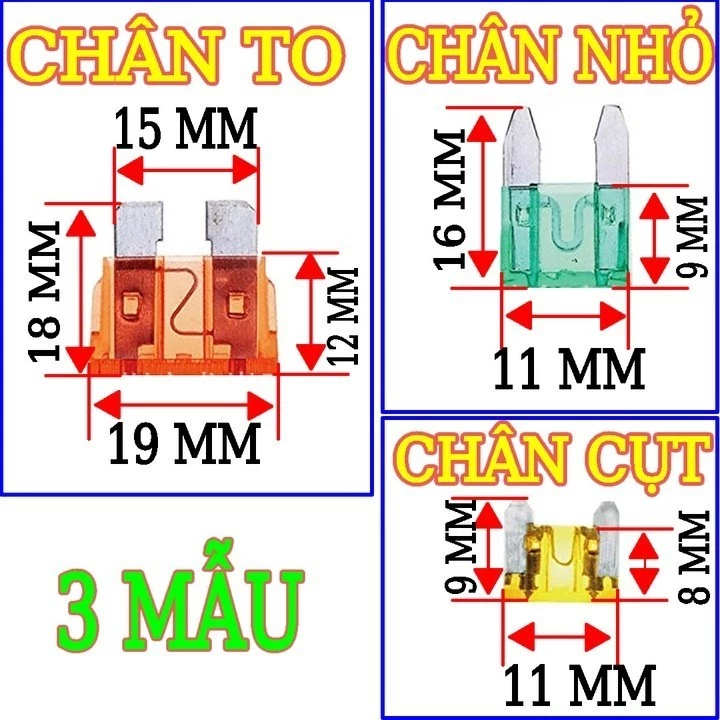 CHÂN TO
15 MM
18 MM
12 MM
19 MM
CHÂN NHỎ
16 MM
9 MM
11 MM
CHÂN CỤT
9 MM
8 MM
11 MM
3 MẪU